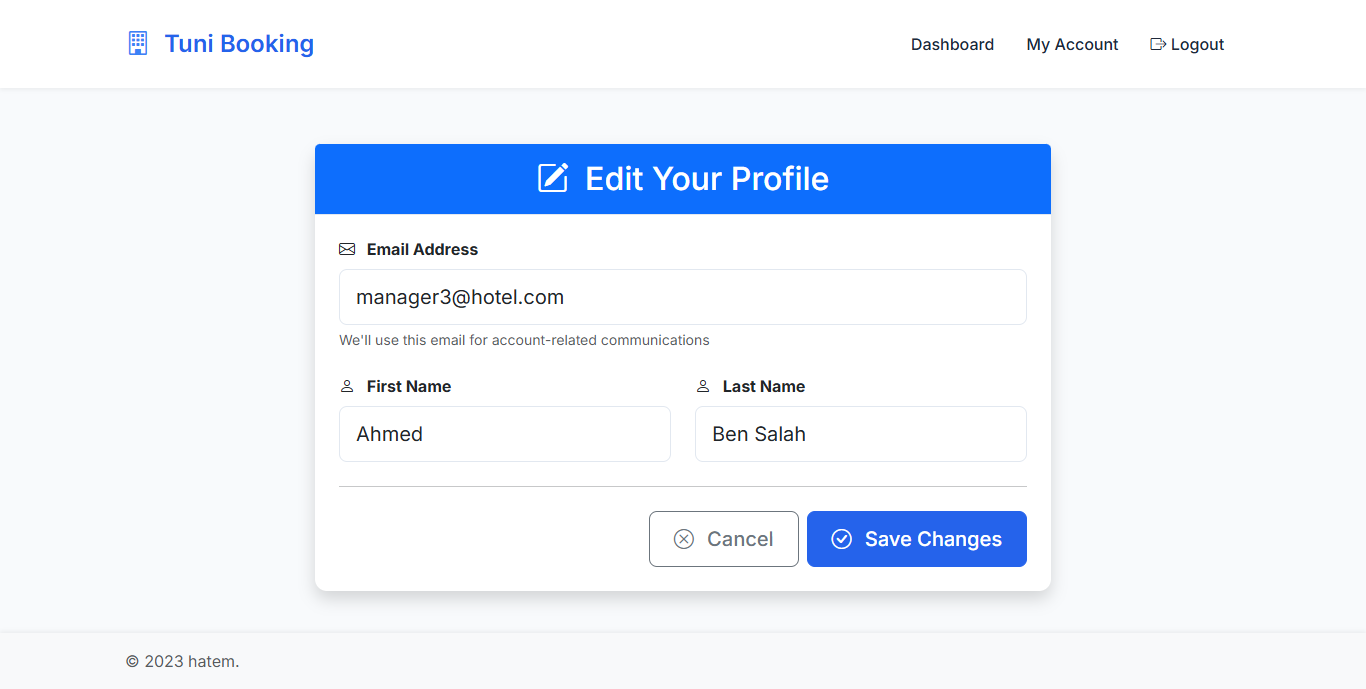 Tuni Booking
Dashboard My Account Logout
Edit Your Profile
Email Address
manager3@hotel.com
We'll use this email for account-related communications
First Name Last Name
Ahmed Ben Salah
Cancel Save Changes
© 2023 hatem.